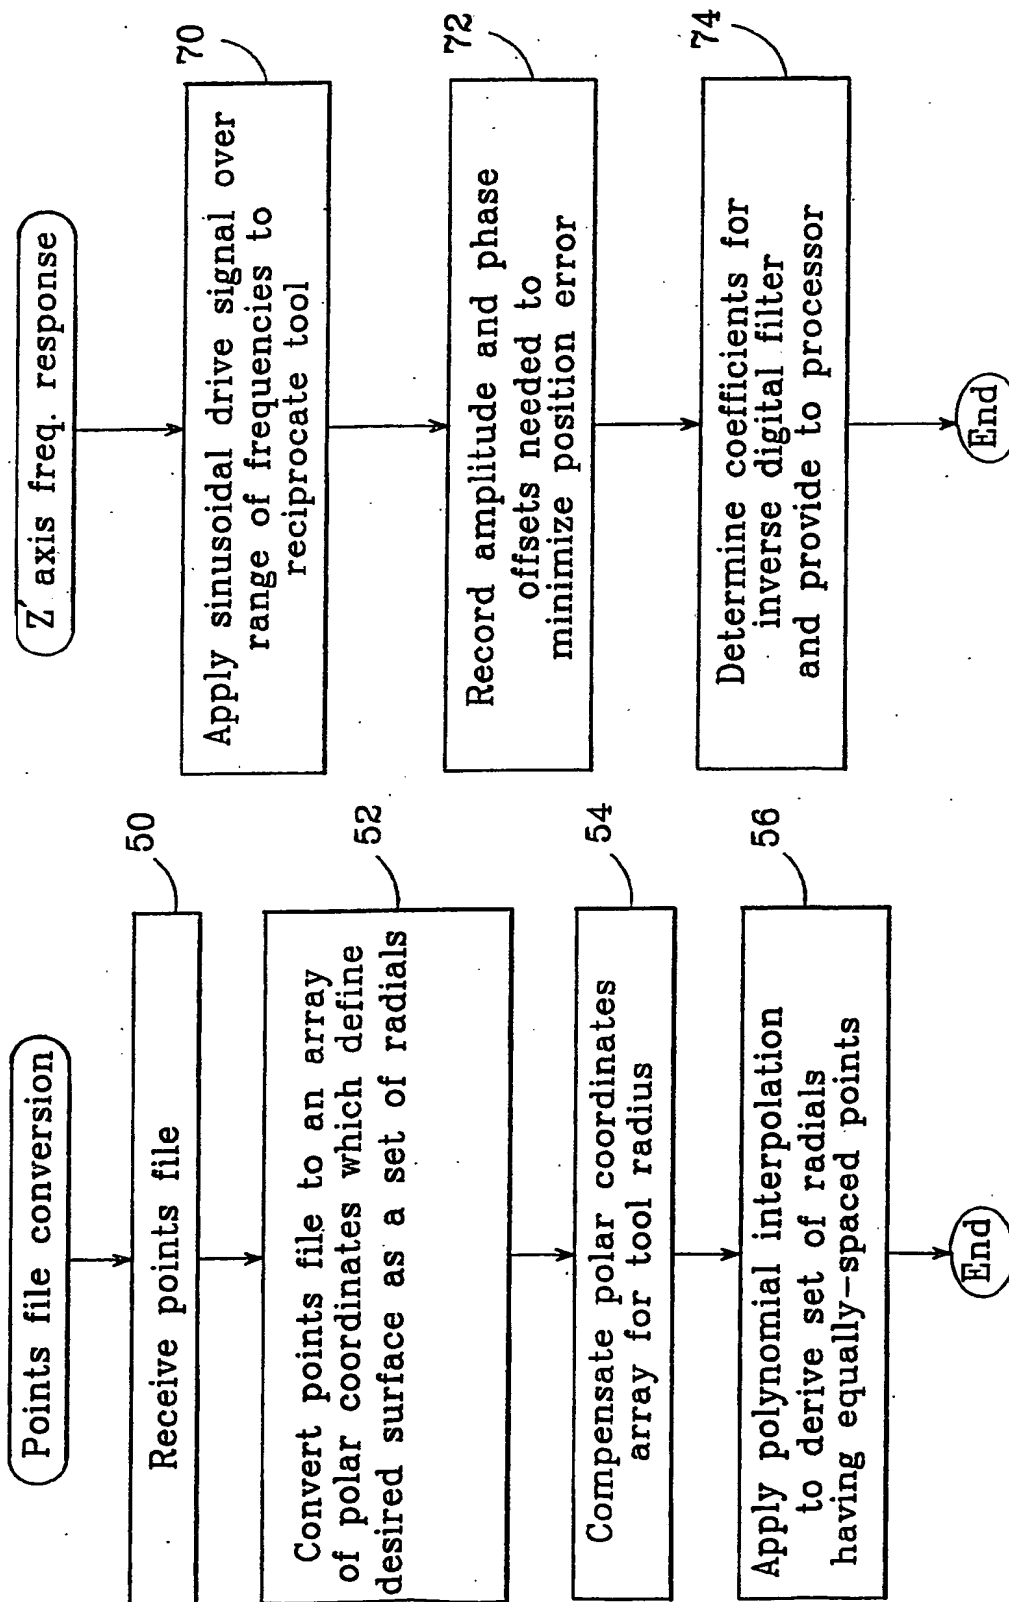 Points file conversion
50
Receive points file
52
Convert points file to an array
of polar coordinates which define
desired surface as a set of radials
54
Compensate polar coordinates
array for tool radius
56
Apply polynomial interpolation
to derive set of radials
having equally-spaced points
End
Z′ axis freq. response
70
Apply sinusoidal drive signal over
range of frequencies to
reciprocate tool
72
Record amplitude and phase
offsets needed to
minimize position error
74
Determine coefficients for
inverse digital filter
and provide to processor
End